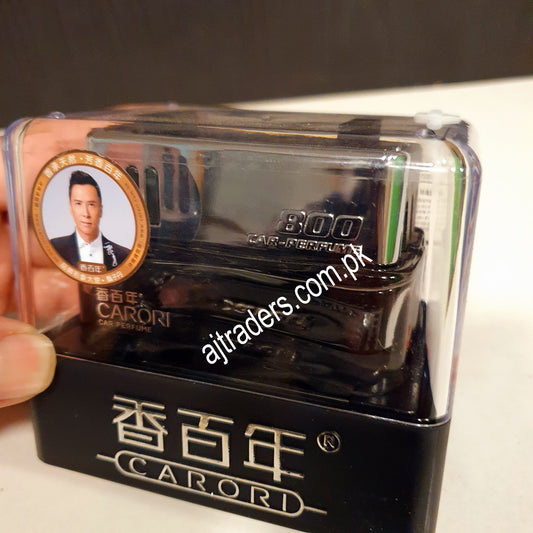 800
CAR-PERFUME
香百年
香百年®
CARORI
CAR PERFUME
ajtraders.com.pk
香百年®
CARORI